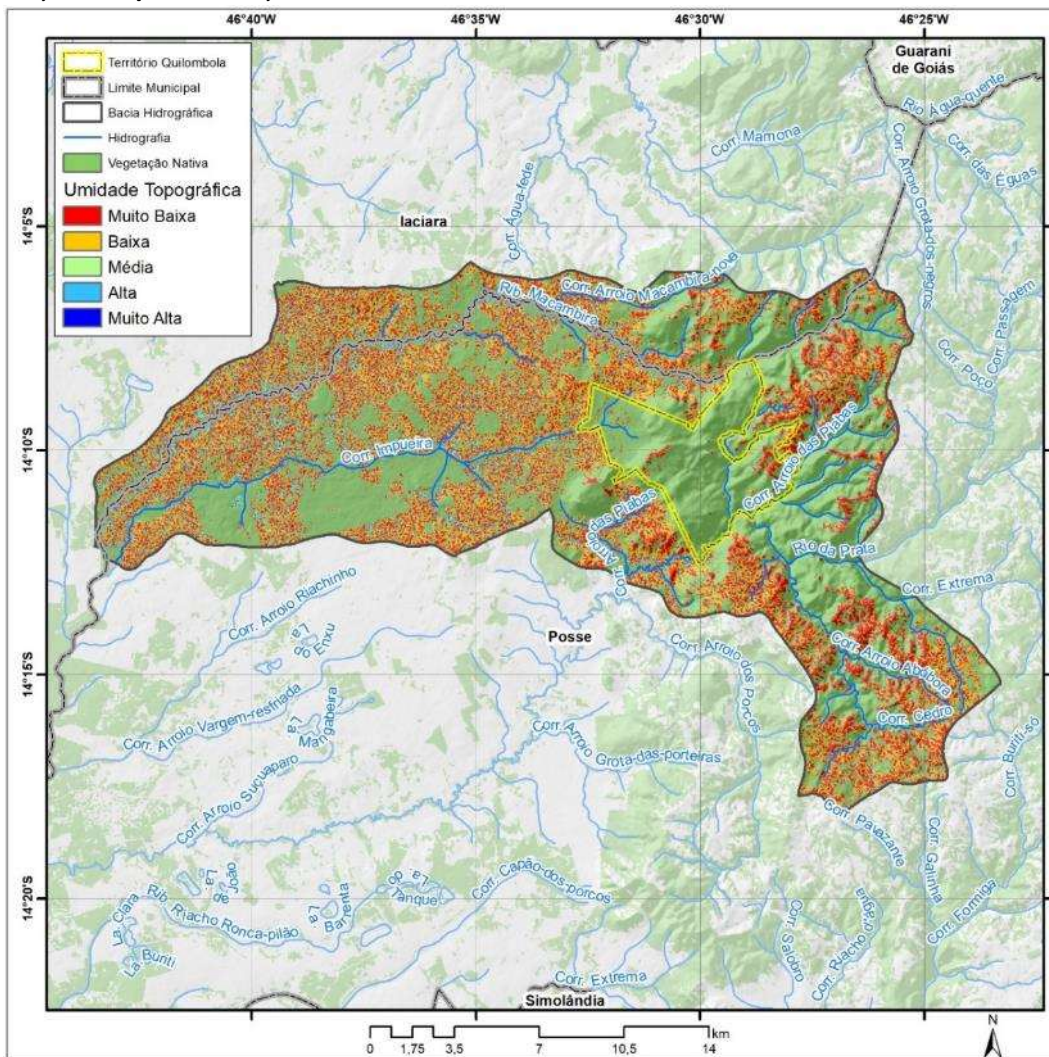 46°40'W 46°35'W 46°30'W 46°25'W
Território Quilombola
Limite Municipal
Bacia Hidrográfica
Hidrografia
Vegetação Nativa
Umidade Topográfica
Muito Baixa
Baixa
Média
Alta
Muito Alta
Guarani
de Goiás
Rio Água-quente
Corr. Mamona
Corr. das Éguas
Corr. Arroio Grota-dos-negros
Corr. Passagem
Corr. Poço
Iaciara
Corr. Água-fede
14°5'S
Corr. Arroio Macambira-nova
Rib. Macambira
14°10'S
Corr. Impueira
Corr. Arroio das Piabas
Corr. Arroio das Piabas
Rio da Prata
Corr. Extrema
Posse
Corr. Arroio Riachinho
La. do Enxu
Corr. Arroio dos Porcos
Corr. Arroio Abóbora
14°15'S
Corr. Arroio Vargem-resfriada
La. Mangabeira
Corr. Arroio Grota-das-porteiras
Corr. Cedro
Corr. Buriti-só
Corr. Arroio Suçuaparo
Corr. Palazante
Corr. Galinha
14°20'S
La. do João
La. Barrenta
La. do Tanque
Corr. Capão-dos-porcos
La. Clara
Rib. Riacho Ronca-pilão
La. Buriti
Corr. Salobro
Corr. Riacho d'água
Corr. Formiga
Corr. Extrema
Simolândia
0 1,75 3,5 7 10,5 14 km
N